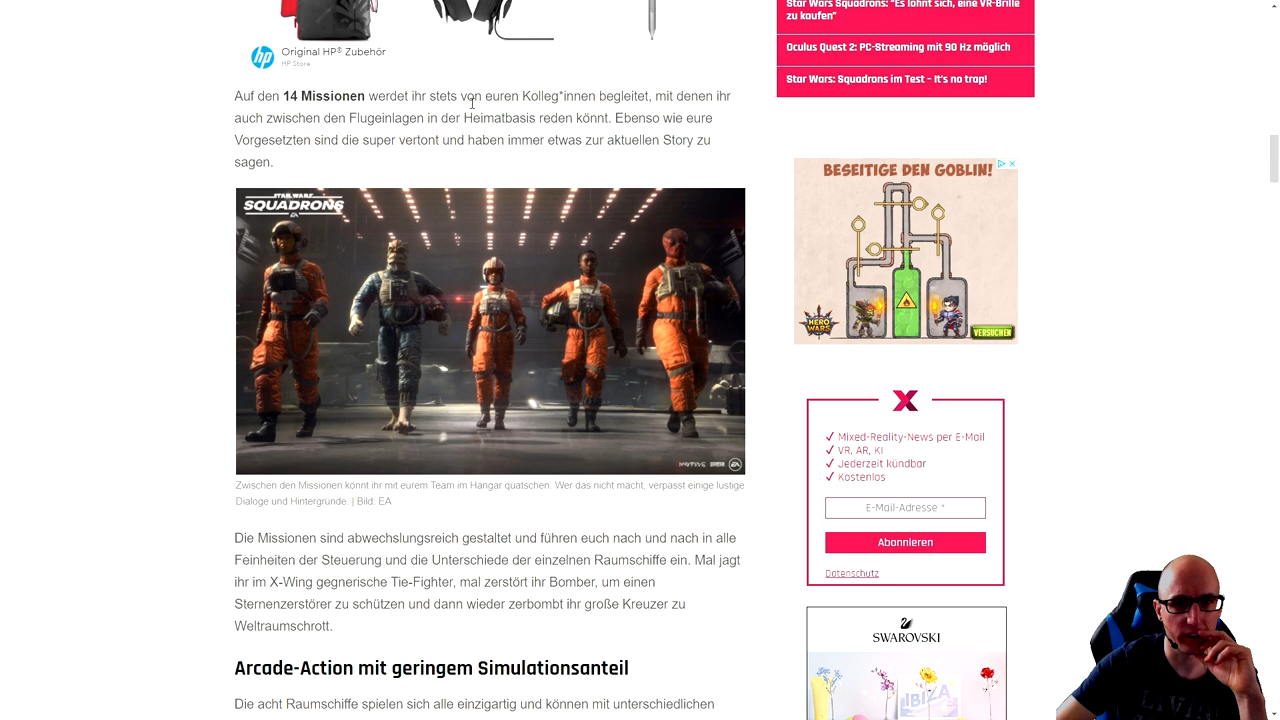 Original HP® Zubehör
hp
HP Store
Auf den 14 Missionen werdet ihr stets von euren Kolleg*innen begleitet, mit denen ihr
auch zwischen den Flugeinlagen in der Heimatbasis reden könnt. Ebenso wie eure
Vorgesetzten sind die super vertont und haben immer etwas zur aktuellen Story zu
sagen.
STAR WARS
SQUADRONS
MOTIVE
EA
Zwischen den Missionen könnt ihr mit eurem Team im Hangar quatschen. Wer das nicht macht, verpasst einige lustige
Dialoge und Hintergründe. | Bild: EA
Die Missionen sind abwechslungsreich gestaltet und führen euch nach und nach in alle
Feinheiten der Steuerung und die Unterschiede der einzelnen Raumschiffe ein. Mal jagt
ihr im X-Wing gegnerische Tie-Fighter, mal zerstört ihr Bomber, um einen
Sternenzerstörer zu schützen und dann wieder zerbombt ihr große Kreuzer zu
Weltraumschrott.
Arcade-Action mit geringem Simulationsanteil
Die acht Raumschiffe spielen sich alle einzigartig und können mit unterschiedlichen
Star Wars Squadrons: "Es lohnt sich, eine VR-Brille
zu kaufen"
Oculus Quest 2: PC-Streaming mit 90 Hz möglich
Star Wars: Squadrons im Test – It's no trap!
BESEITIGE DEN GOBLIN!
HERO
WARS
VERSUCHEN
X
✓ Mixed-Reality-News per E-Mail
✓ VR, AR, KI
✓ Jederzeit kündbar
✓ Kostenlos
E-Mail-Adresse *
Abonnieren
Datenschutz
SWAROVSKI
IBIZA